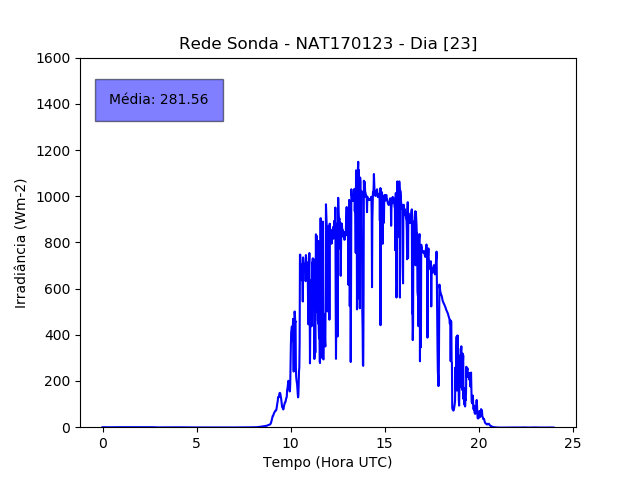 Rede Sonda - NAT170123 - Dia [23]
1600
1400
1200
1000
800
600
400
200
0
Média: 281.56
Irradiância (Wm-2)
0 5 10 15 20 25
Tempo (Hora UTC)